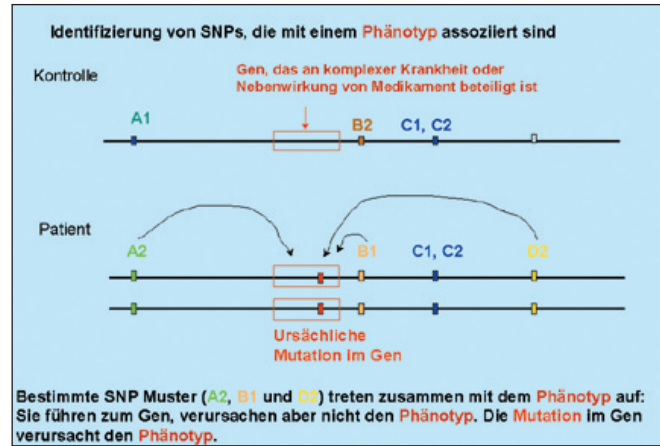 Identifizierung von SNPs, die mit einem Phänotyp assoziiert sind
Kontrolle
Gen, das an komplexer Krankheit oder
Nebenwirkung von Medikament beteiligt ist
A1
B2
C1, C2
Patient
A2
B1
C1, C2
D2
Ursächliche
Mutation im Gen
Bestimmte SNP Muster (A2, B1 und D2) treten zusammen mit dem Phänotyp auf:
Sie führen zum Gen, verursachen aber nicht den Phänotyp. Die Mutation im Gen
verursacht den Phänotyp.